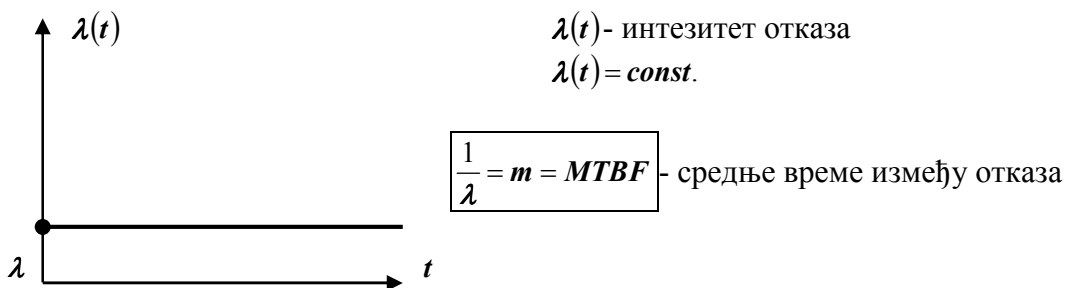 λ(t)
λ(t)- интезитет отказа
λ(t)= const.
1/λ = m = MTBF - средње време између отказа
λ
t